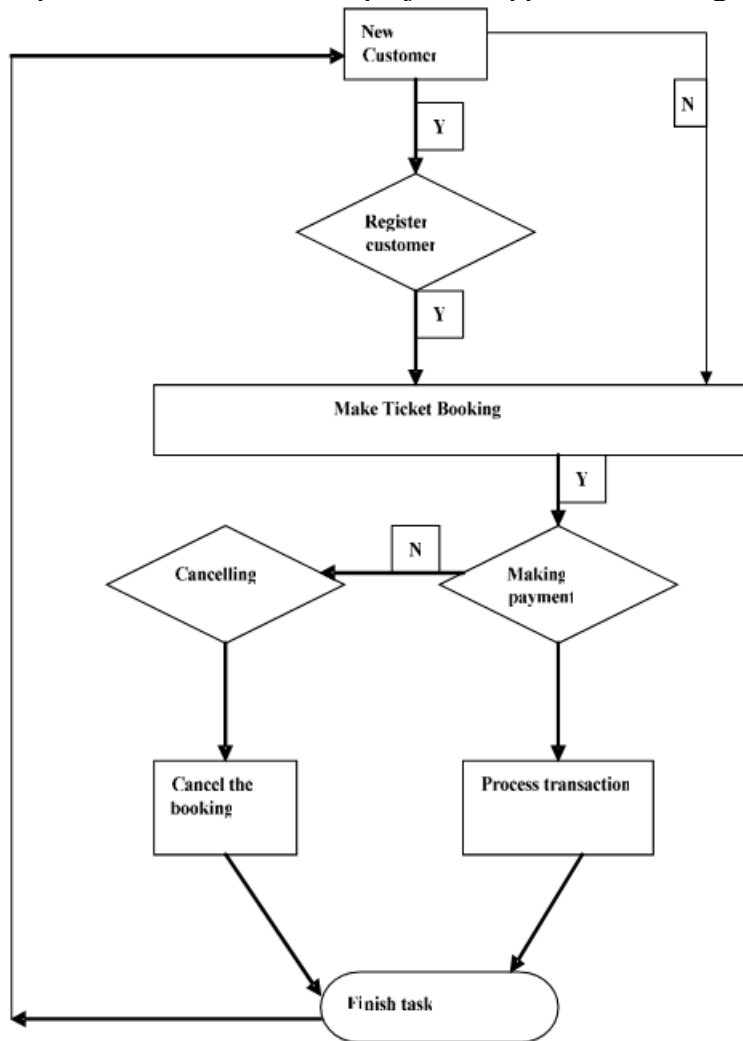 New
Customer
N
Y
Register
customer
Y
Make Ticket Booking
Y
N
Cancelling
Making
payment
Cancel the
booking
Process transaction
Finish task